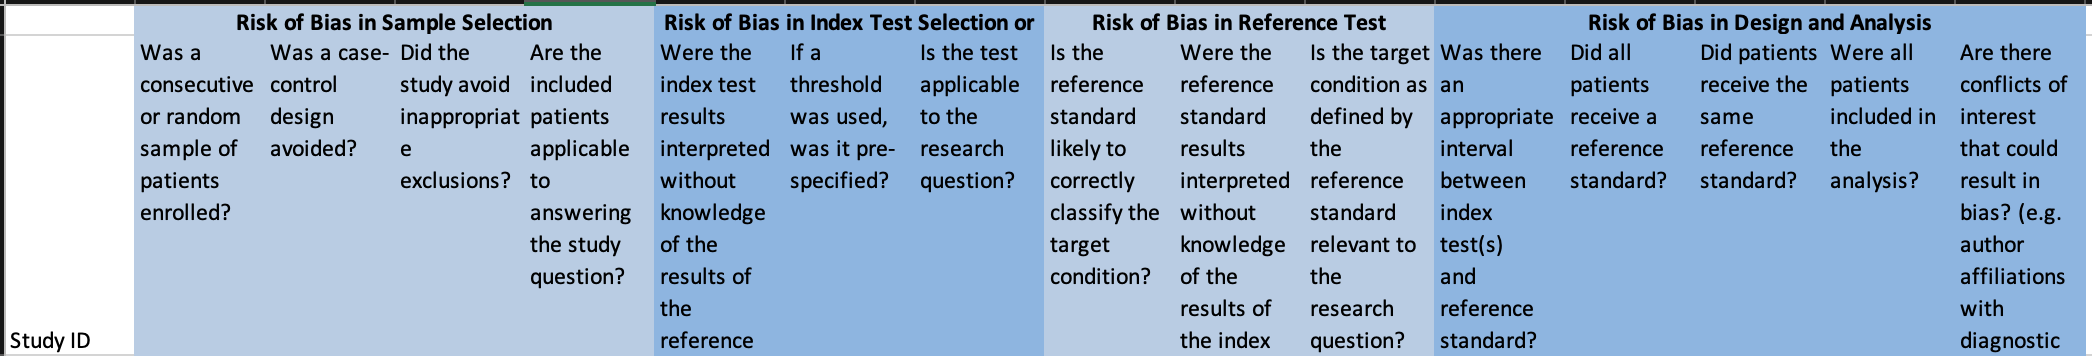 Risk of Bias in Sample Selection
Risk of Bias in Index Test Selection or
Risk of Bias in Reference Test
Risk of Bias in Design and Analysis
Study ID
Was a
consecutive
or random
sample of
patients
enrolled?
Was a case-
control
design
avoided?
Did the
study avoid
inappropriat
e
exclusions?
Are the
included
patients
applicable
to
answering
the study
question?
Were the
index test
results
interpreted
without
knowledge
of the
results of
the
reference
If a
threshold
was used,
was it pre-
specified?
Is the test
applicable
to the
research
question?
Is the
reference
standard
likely to
correctly
classify the
target
condition?
Were the
reference
standard
results
interpreted
without
knowledge
of the
results of
the index
Is the target
condition as
defined by
the
reference
standard
relevant to
the
research
question?
Was there
an
appropriate
interval
between
index
test(s)
and
reference
standard?
Did all
patients
receive a
reference
standard?
Did patients
receive the
same
reference
standard?
Were all
patients
included in
the
analysis?
Are there
conflicts of
interest
that could
result in
bias? (e.g.
author
affiliations
with
diagnostic